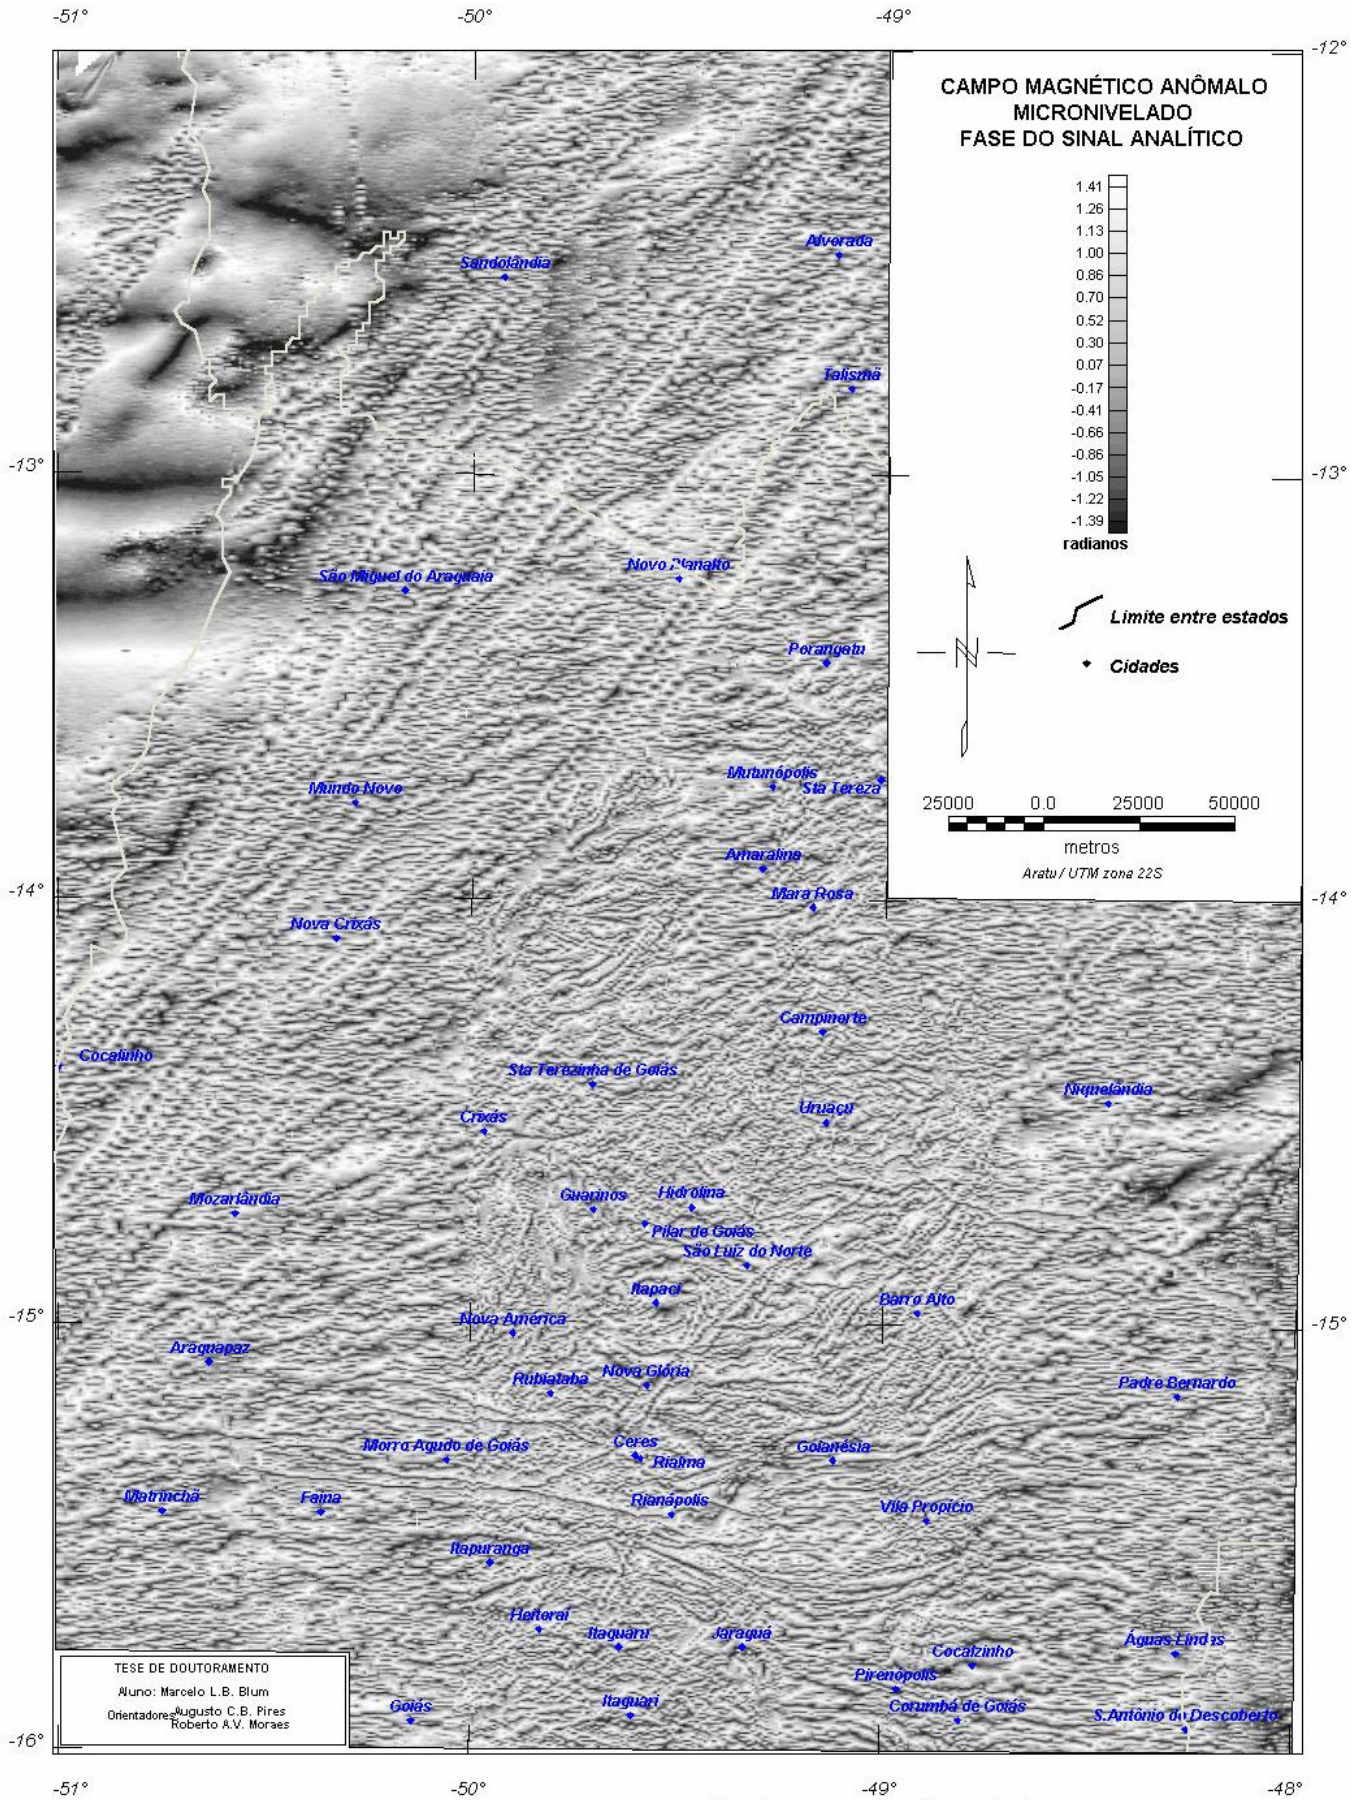 -51°
-50°
-49°
-12°
CAMPO MAGNÉTICO ANÔMALO
MICRONIVELADO
FASE DO SINAL ANALÍTICO
1.41
1.26
1.13
1.00
0.86
0.70
0.52
0.30
0.07
-0.17
-0.41
-0.66
-0.86
-1.05
-1.22
-1.39
radianos
Alvorada
Sandolândia
Talismã
-13°
-13°
Novo Planalto
São Miguel do Araguaia
Limite entre estados
Porangatu
Cidades
Mutunópolis
Mundo Novo
Sta Tereza
25000 0.0 25000 50000
metros
Amaralina
Aratu / UTM zona 22S
-14°
Mara Rosa
-14°
Nova Crixás
Campinorte
Cocalinho
Sta Terezinha de Goiás
Niquelândia
Crixás
Uruaçu
Mozarlândia
Guarinos
Hidrolina
Pilar de Goiás
São Luiz do Norte
Itapaci
Barro Alto
-15°
Nova América
-15°
Araguapaz
Rubiataba
Nova Glória
Padre Bernardo
Morro Agudo de Goiás
Ceres
Goianésia
Rialma
Matrinchã
Faina
Rianápolis
Vila Propício
Itapuranga
Heitoraí
Itaguaru
Jaraguá
Águas Lindas
Cocalzinho
TESE DE DOUTORAMENTO
Pirenópolis
Aluno: Marcelo L.B. Blum
Goiás
Itaguari
Corumbá de Goiás
Orientadores: Augusto C.B. Pires
Roberto A.V. Moraes
S.Antônio do Descoberto
-16°
-51°
-50°
-49°
-48°